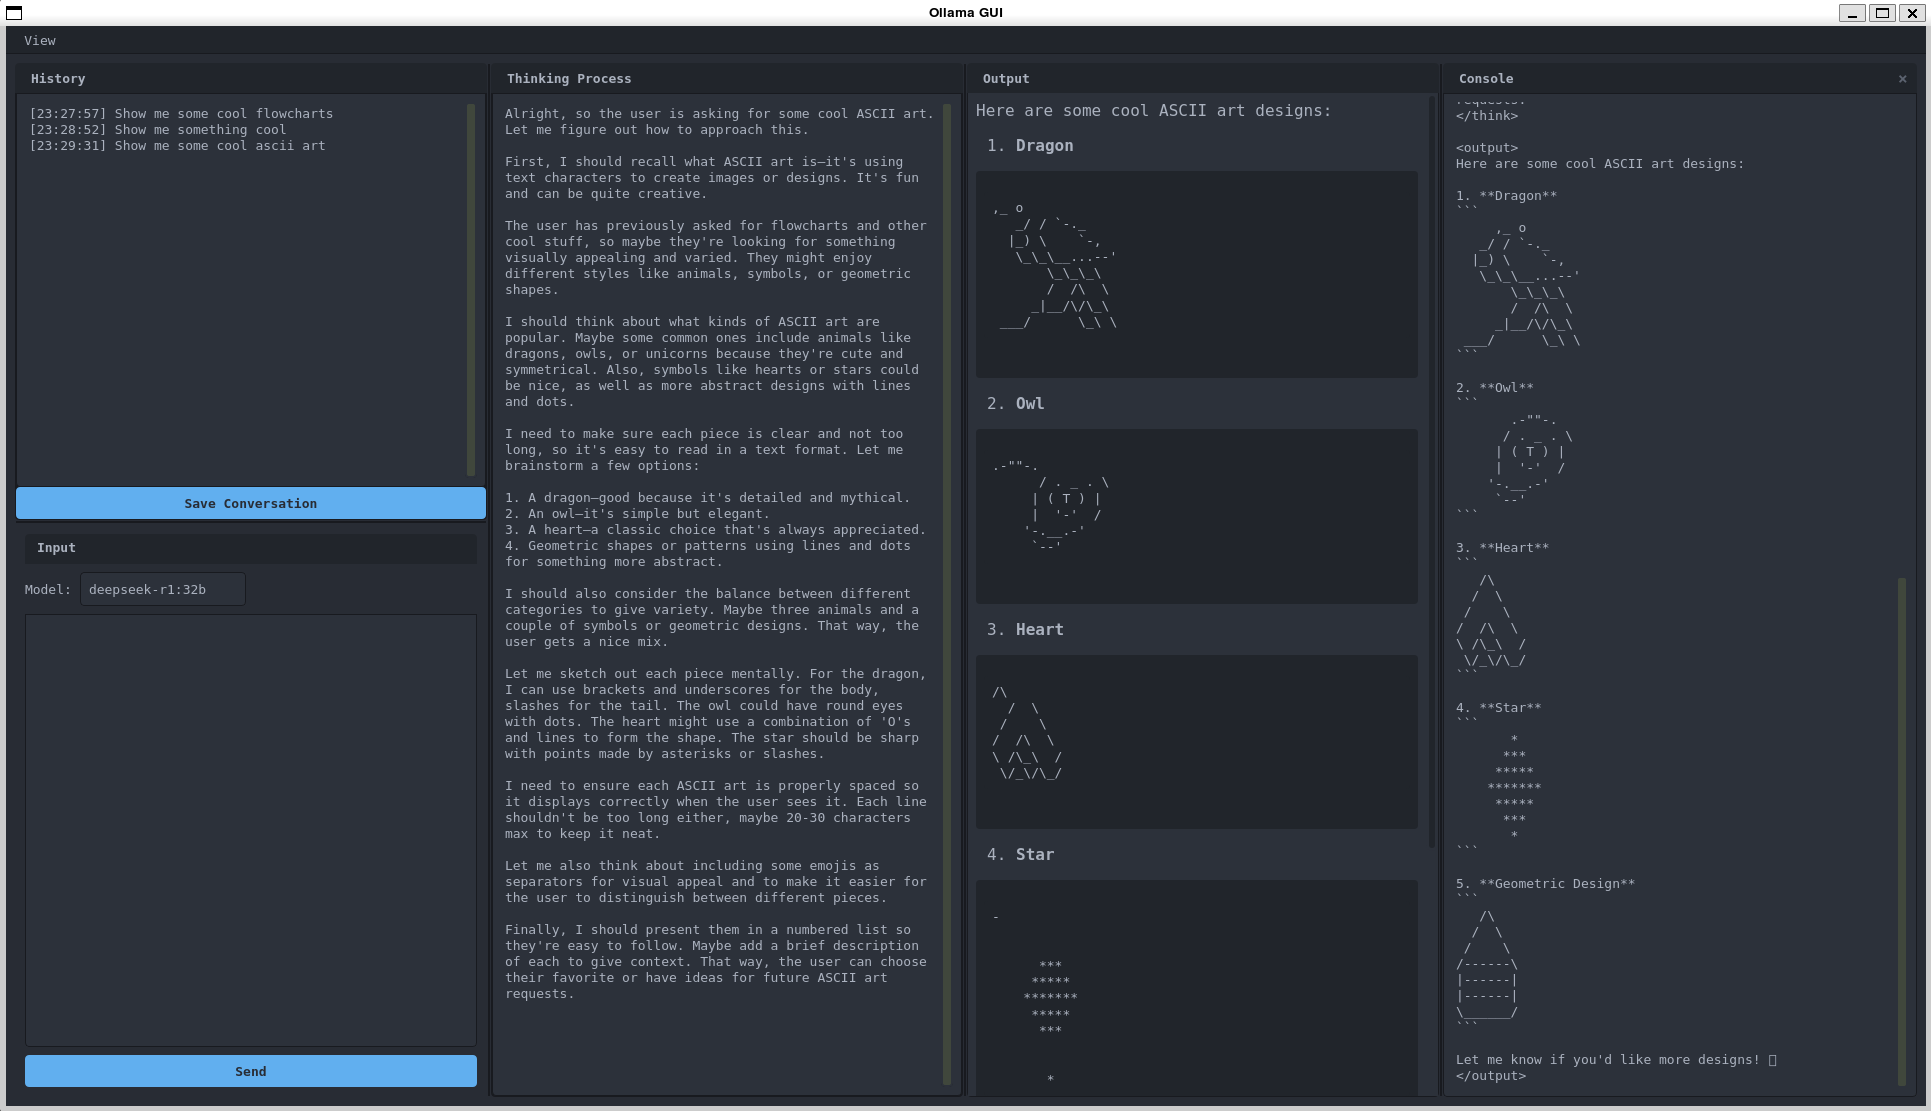 Ollama GUI
View
History
[23:27:57] Show me some cool flowcharts
[23:28:52] Show me something cool
[23:29:31] Show me some cool ascii art
Save Conversation
Input
Model: deepseek-r1:32b
Send
Thinking Process
Alright, so the user is asking for some cool ASCII art.
Let me figure out how to approach this.
First, I should recall what ASCII art is—it's using
text characters to create images or designs. It's fun
and can be quite creative.
The user has previously asked for flowcharts and other
cool stuff, so maybe they're looking for something
visually appealing and varied. They might enjoy
different styles like animals, symbols, or geometric
shapes.
I should think about what kinds of ASCII art are
popular. Maybe some common ones include animals like
dragons, owls, or unicorns because they're cute and
symmetrical. Also, symbols like hearts or stars could
be nice, as well as more abstract designs with lines
and dots.
I need to make sure each piece is clear and not too
long, so it's easy to read in a text format. Let me
brainstorm a few options:
1. A dragon—good because it's detailed and mythical.
2. An owl—it's simple but elegant.
3. A heart—a classic choice that's always appreciated.
4. Geometric shapes or patterns using lines and dots
for something more abstract.
I should also consider the balance between different
categories to give variety. Maybe three animals and a
couple of symbols or geometric designs. That way, the
user gets a nice mix.
Let me sketch out each piece mentally. For the dragon,
I can use brackets and underscores for the body,
slashes for the tail. The owl could have round eyes
with dots. The heart might use a combination of 'O's
and lines to form the shape. The star should be sharp
with points made by asterisks or slashes.
I need to ensure each ASCII art is properly spaced so
it displays correctly when the user sees it. Each line
shouldn't be too long either, maybe 20-30 characters
max to keep it neat.
Let me also think about including some emojis as
separators for visual appeal and to make it easier for
the user to distinguish between different pieces.
Finally, I should present them in a numbered list so
they're easy to follow. Maybe add a brief description
of each to give context. That way, the user can choose
their favorite or have ideas for future ASCII art
requests.
Output
Here are some cool ASCII art designs:
1. Dragon
,_ o
   _/ / `-._
  |_) \    `-,
   \_\_\__...--'
       \_\_\_\
       /  /\  \
     _|__/\/\_\
 ___/      \_\ \
2. Owl
.-""-.
      / . _ . \
     | ( T ) |
     |  '-'  /
    '-.__.-'
     `--'
3. Heart
/\
  /  \
 /    \
/  /\  \
\ /\_\  /
 \/_\/\_/
4. Star
-
      ***
     *****
    *******
     *****
      ***
       *
Console ×
requests.
</think>
<output>
Here are some cool ASCII art designs:
1. **Dragon**
```
     ,_ o
   _/ / `-._
  |_) \    `-,
   \_\_\__...--'
       \_\_\_\
       /  /\  \
     _|__/\/\_\
 ___/      \_\ \
```
2. **Owl**
```
       .-""-.
      / . _ . \
     | ( T ) |
     |  '-'  /
    '-.__.-'
     `--'
```
3. **Heart**
```
   /\
  /  \
 /    \
/  /\  \
\ /\_\  /
 \/_\/\_/
```
4. **Star**
```
       *
      ***
     *****
    *******
     *****
      ***
       *
```
5. **Geometric Design**
```
   /\
  /  \
 /    \
/------\
|------|
|------|
\______/
```
Let me know if you'd like more designs!
</output>